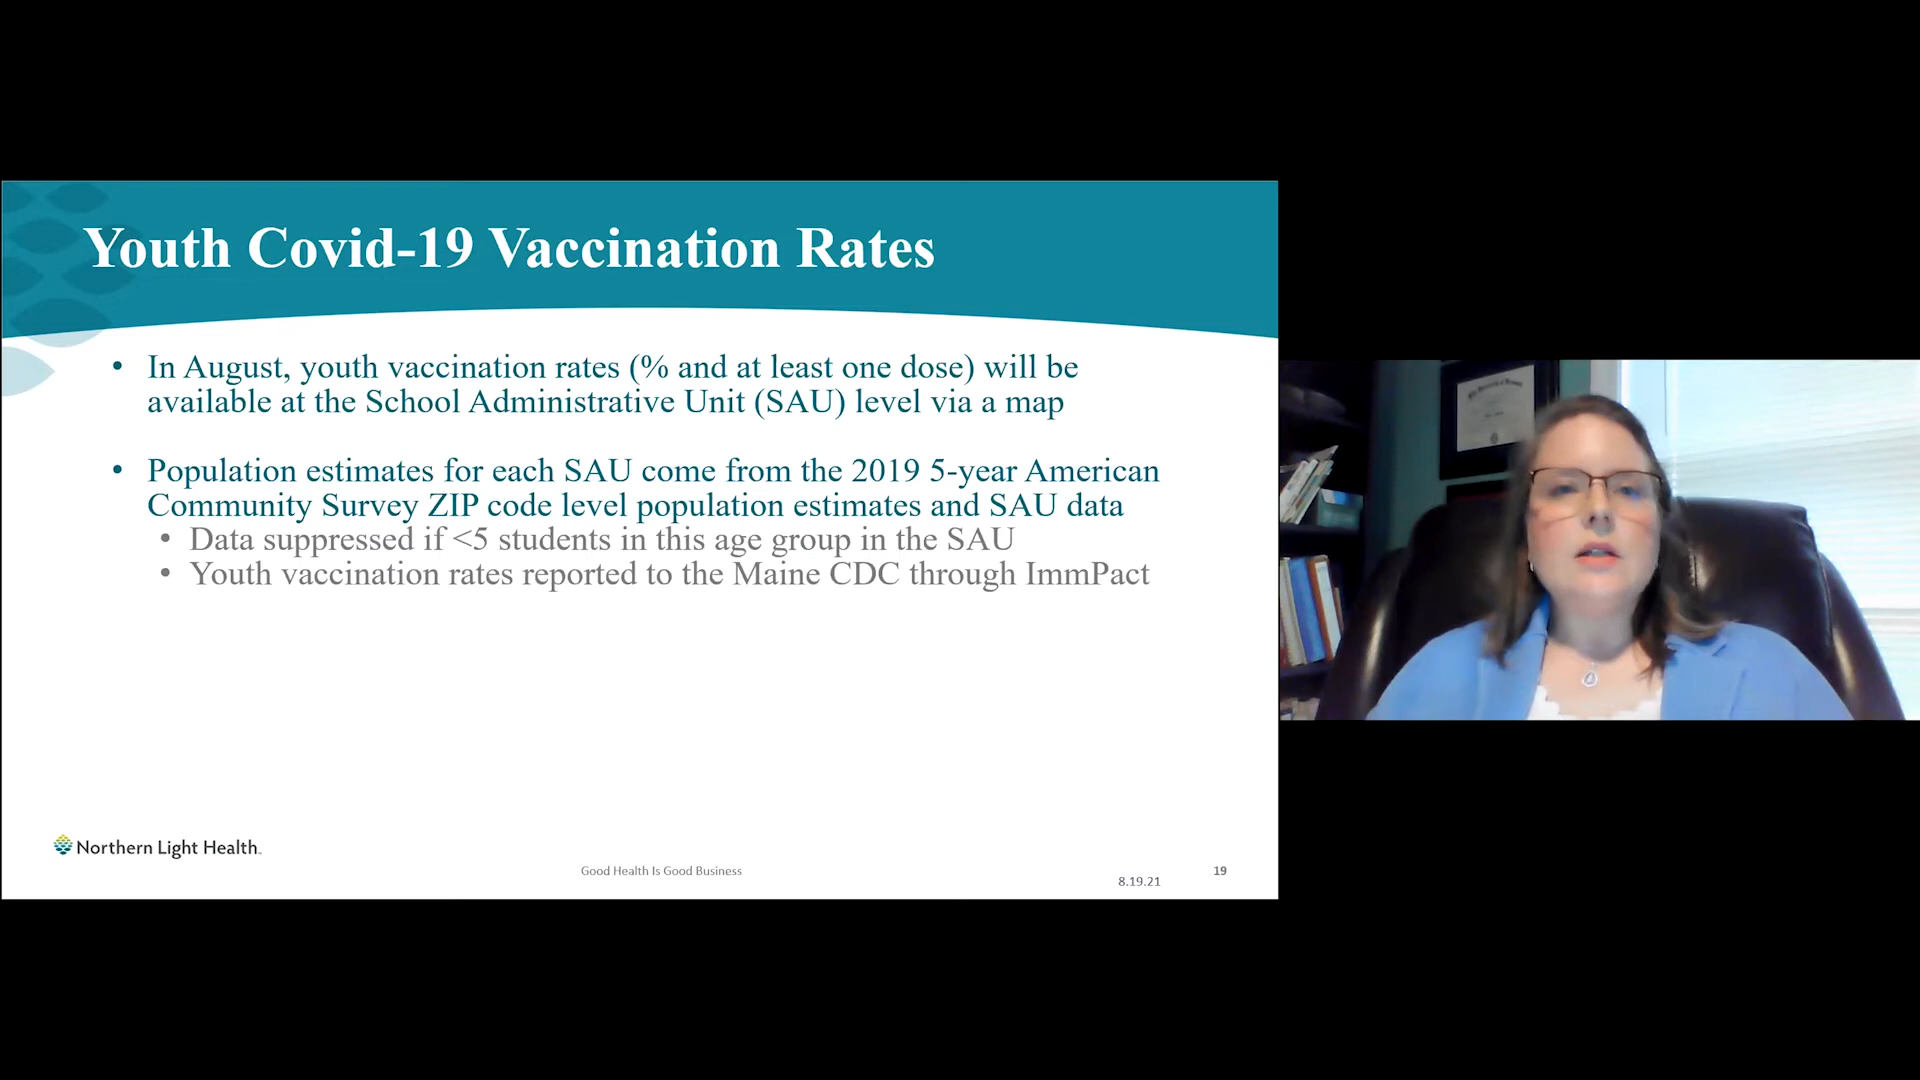 Youth Covid-19 Vaccination Rates
• In August, youth vaccination rates (% and at least one dose) will be
available at the School Administrative Unit (SAU) level via a map
• Population estimates for each SAU come from the 2019 5-year American
Community Survey ZIP code level population estimates and SAU data
• Data suppressed if <5 students in this age group in the SAU
• Youth vaccination rates reported to the Maine CDC through ImmPact
Northern Light Health.
Good Health Is Good Business
8.19.21
19